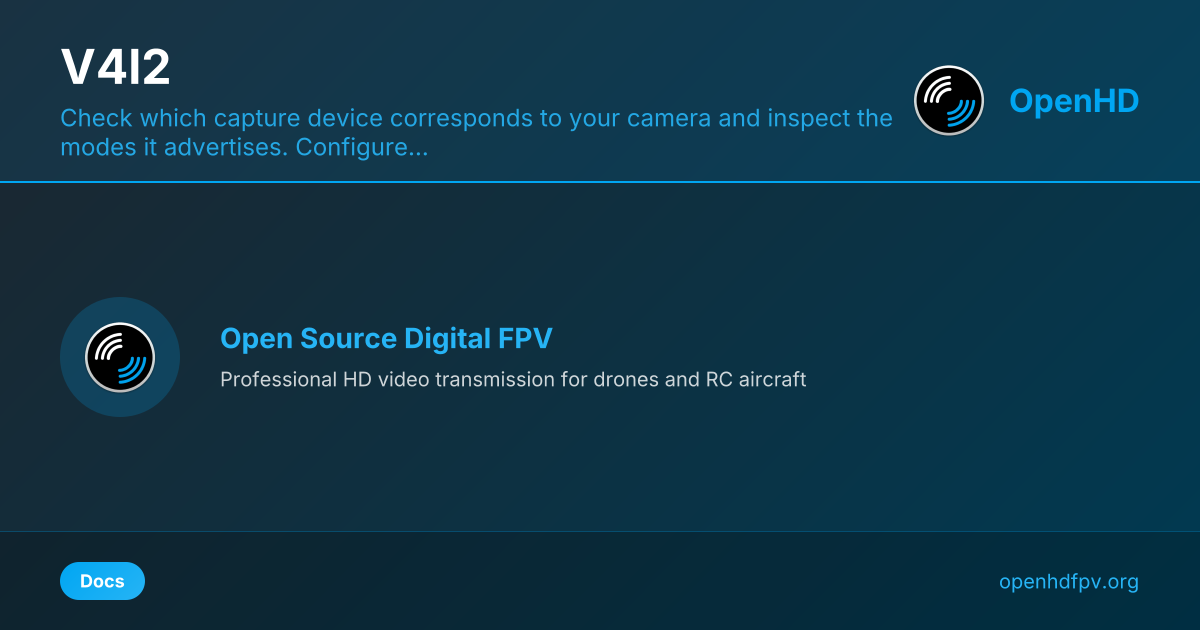 V4l2
Check which capture device corresponds to your camera and inspect the
modes it advertises. Configure...
OpenHD
Open Source Digital FPV
Professional HD video transmission for drones and RC aircraft
Docs
openhdfpv.org